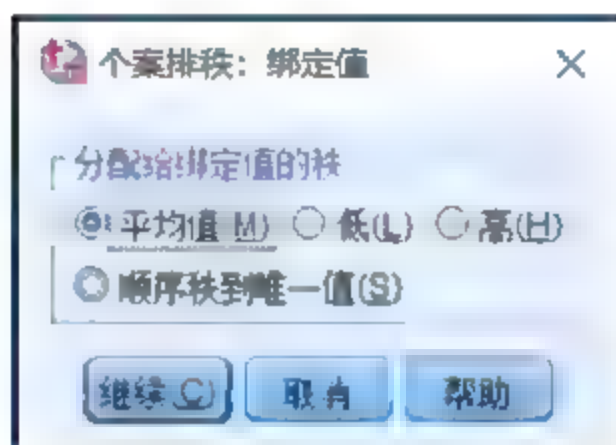 个案排秩：绑定值
分配给绑定值的秩
平均值(M) 低(L) 高(H)
顺序秩到唯一值(S)
继续(C) 取消 帮助